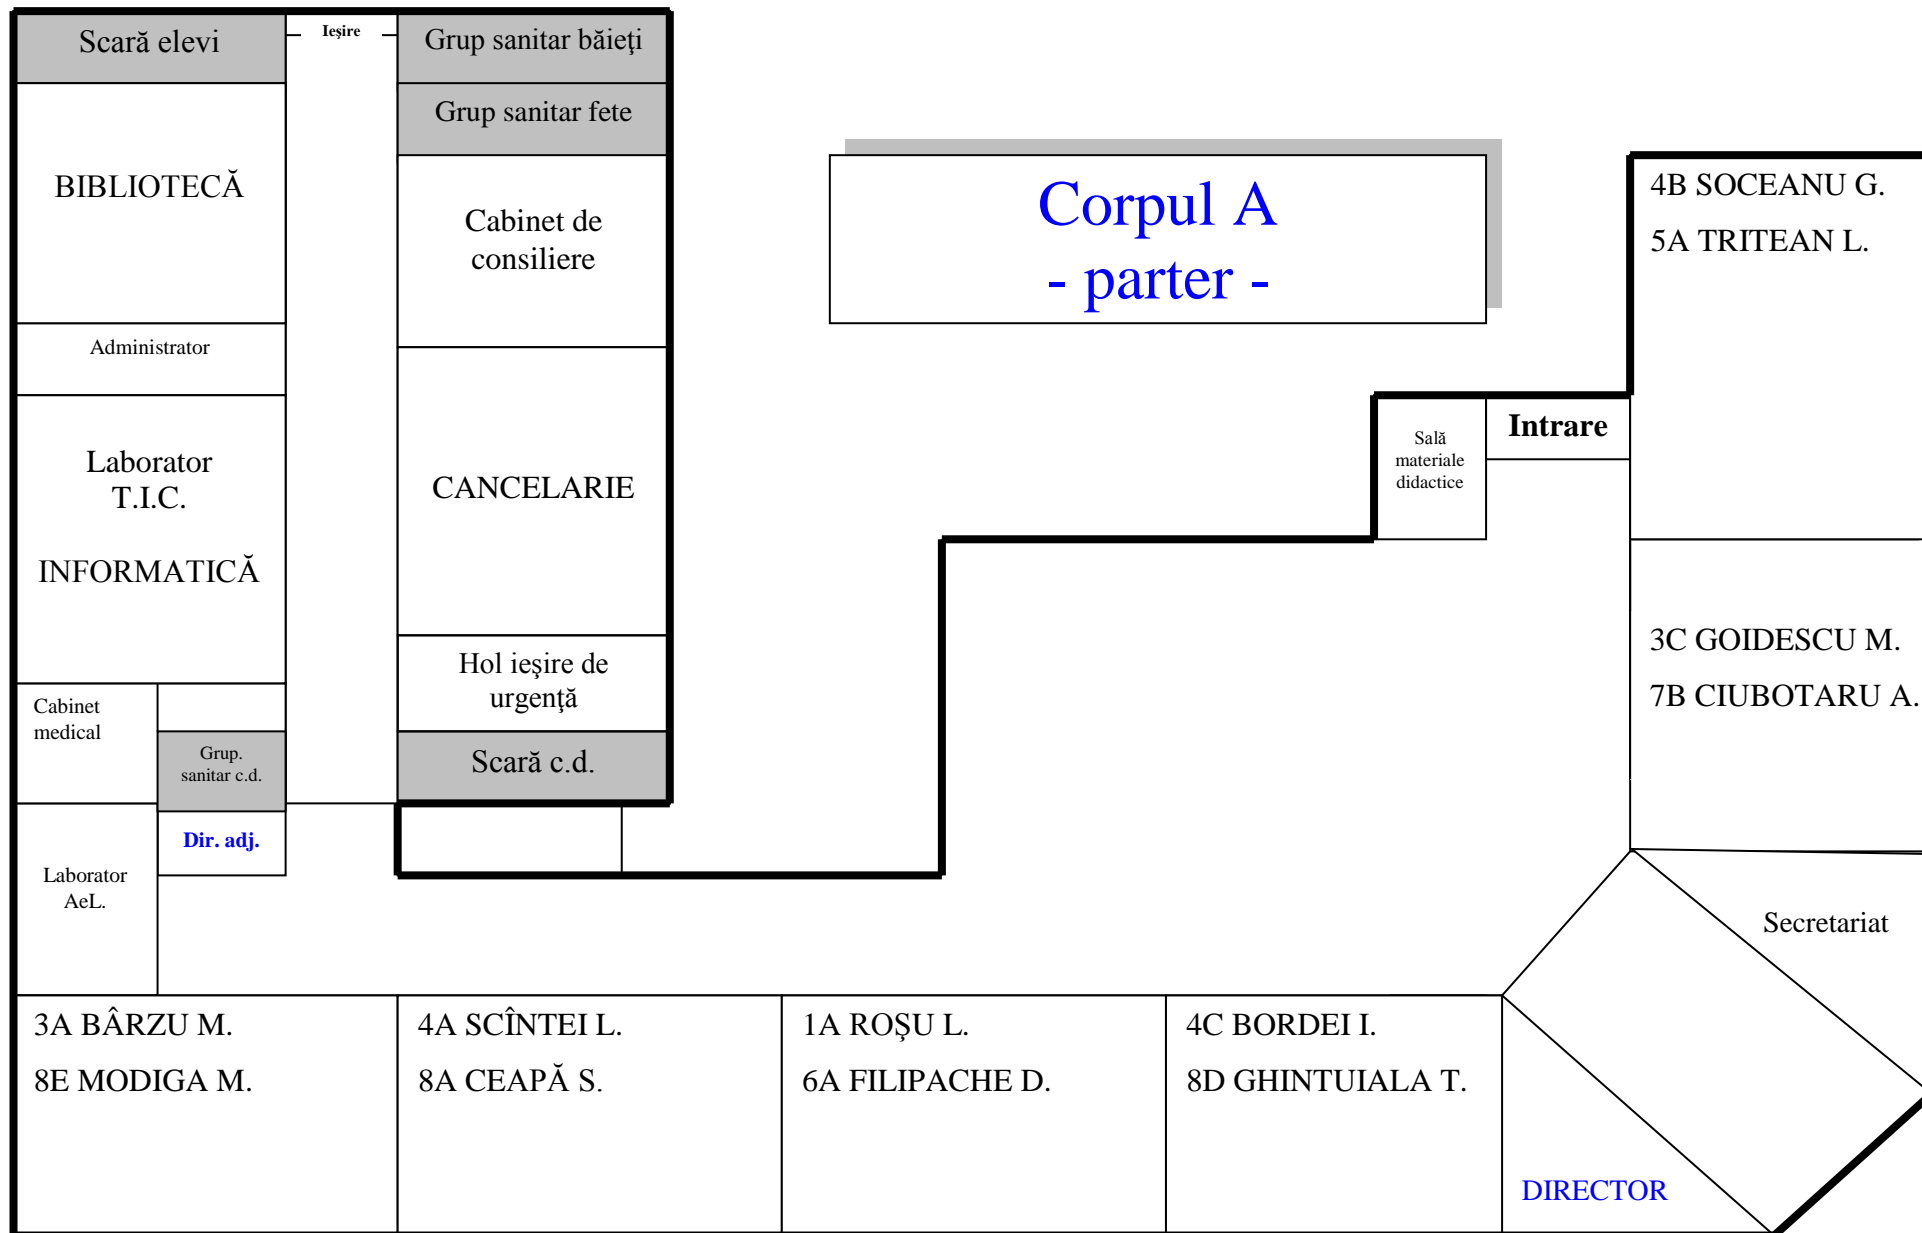 Scară elevi
Ieşire
Grup sanitar băieţi
Grup sanitar fete
BIBLIOTECĂ
Cabinet de
consiliere
Corpul A
- parter -
4B SOCEANU G.
5A TRITEAN L.
Administrator
Laborator
T.I.C.
INFORMATICĂ
CANCELARIE
Sală
materiale
didactice
Intrare
Hol ieşire de
urgenţă
3C GOIDESCU M.
7B CIUBOTARU A.
Cabinet
medical
Grup.
sanitar c.d.
Scară c.d.
Dir. adj.
Laborator
AeL.
Secretariat
3A BÂRZU M.
8E MODIGA M.
4A SCÎNTEI L.
8A CEAPĂ S.
1A ROŞU L.
6A FILIPACHE D.
4C BORDEI I.
8D GHINTUIALA T.
DIRECTOR